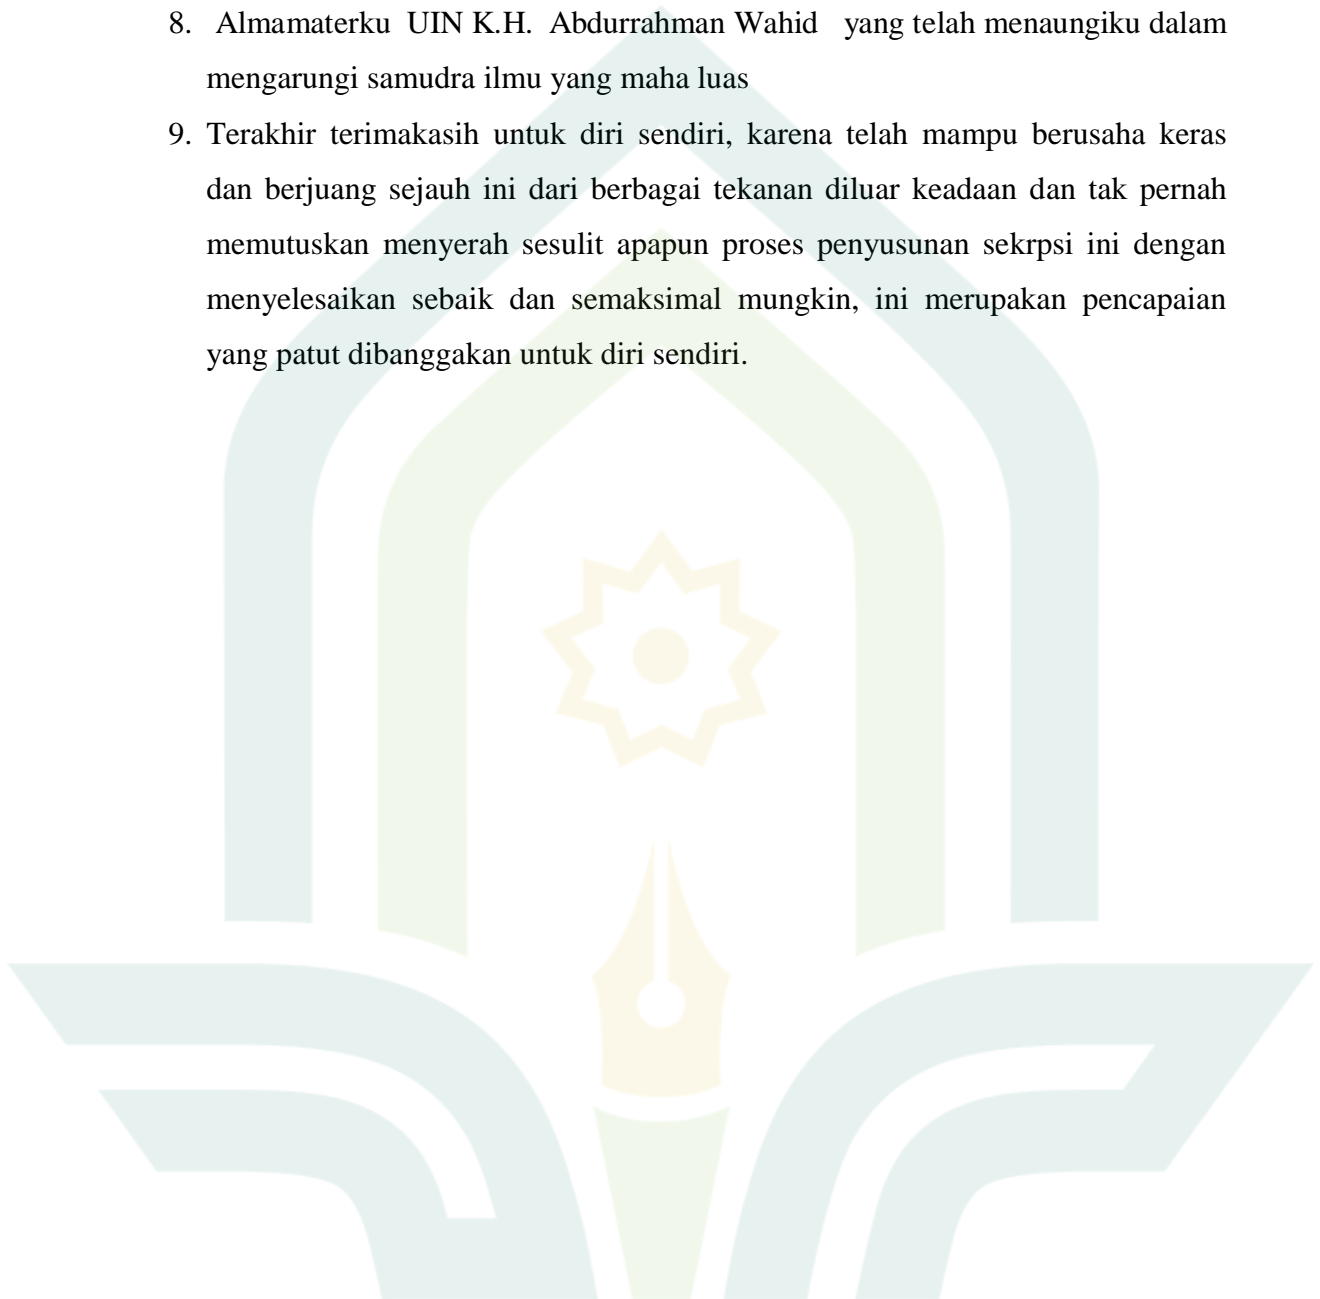 8. Almamaterku UIN K.H. Abdurrahman Wahid yang telah menaungiku dalam
mengarungi samudra ilmu yang maha luas
9. Terakhir terimakasih untuk diri sendiri, karena telah mampu berusaha keras
dan berjuang sejauh ini dari berbagai tekanan diluar keadaan dan tak pernah
memutuskan menyerah sesulit apapun proses penyusunan sekrpsi ini dengan
menyelesaikan sebaik dan semaksimal mungkin, ini merupakan pencapaian
yang patut dibanggakan untuk diri sendiri.